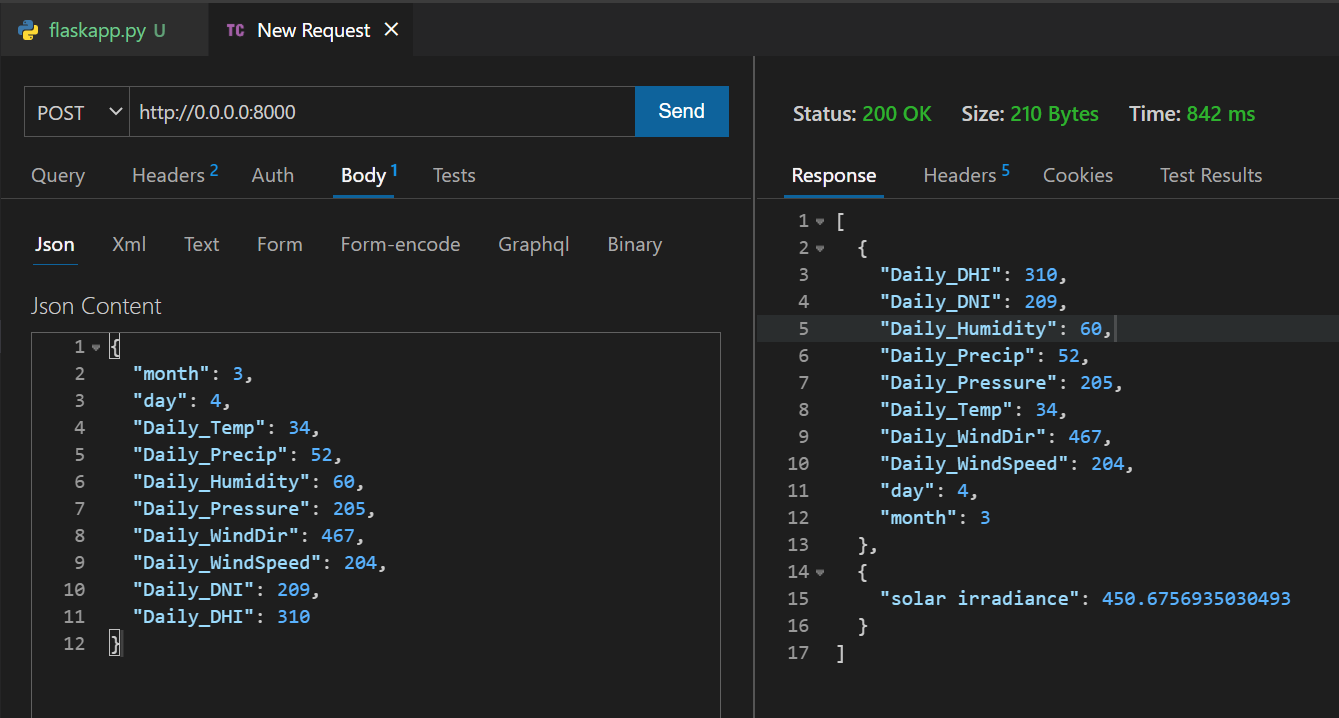 flaskapp.py U
TC New Request
POST http://0.0.0.0:8000 Send
Query Headers 2 Auth Body 1 Tests
Json Xml Text Form Form-encode Graphql Binary
Json Content
1 {
2 "month": 3,
3 "day": 4,
4 "Daily_Temp": 34,
5 "Daily_Precip": 52,
6 "Daily_Humidity": 60,
7 "Daily_Pressure": 205,
8 "Daily_WindDir": 467,
9 "Daily_WindSpeed": 204,
10 "Daily_DNI": 209,
11 "Daily_DHI": 310
12 }
Status: 200 OK Size: 210 Bytes Time: 842 ms
Response Headers 5 Cookies Test Results
1 [
2 {
3 "Daily_DHI": 310,
4 "Daily_DNI": 209,
5 "Daily_Humidity": 60,
6 "Daily_Precip": 52,
7 "Daily_Pressure": 205,
8 "Daily_Temp": 34,
9 "Daily_WindDir": 467,
10 "Daily_WindSpeed": 204,
11 "day": 4,
12 "month": 3
13 },
14 {
15 "solar irradiance": 450.6756935030493
16 }
17 ]